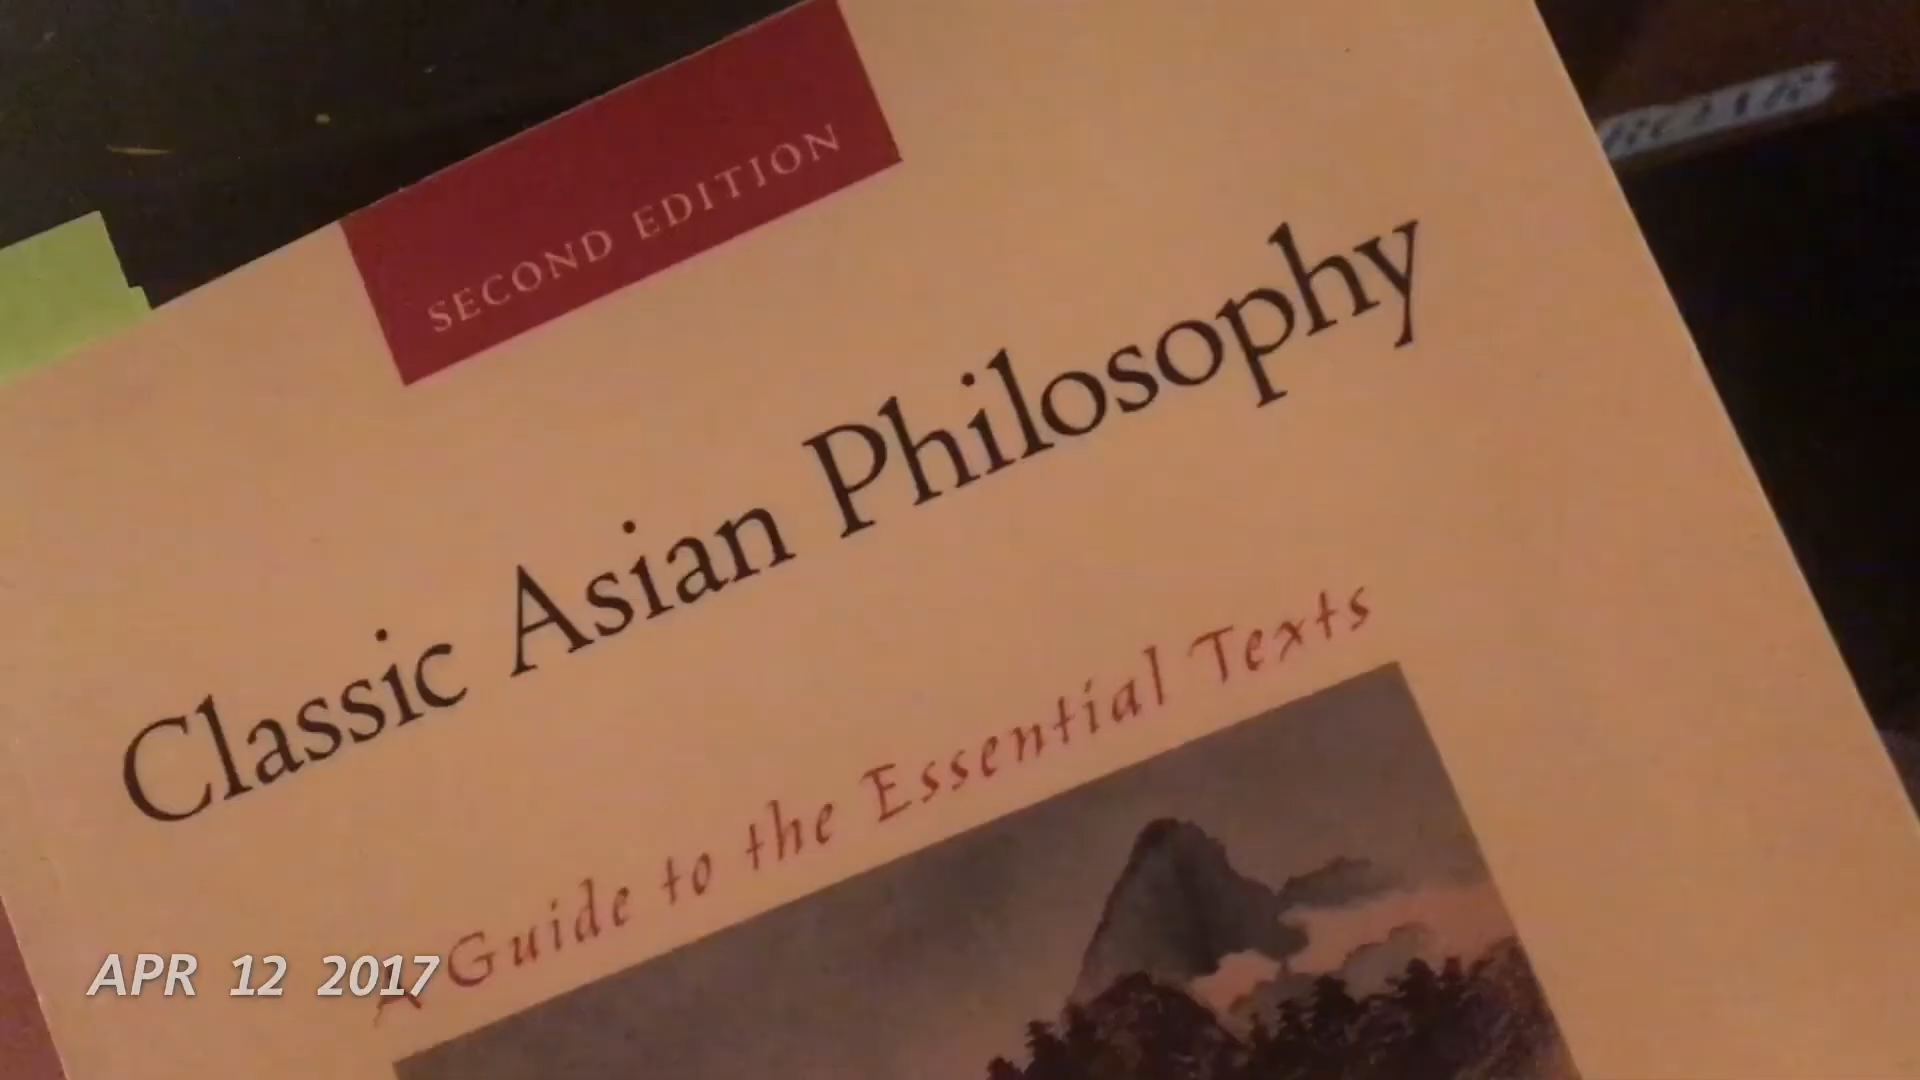 SECOND EDITION
Classic Asian Philosophy
A Guide to the Essential Texts
APR 12 2017